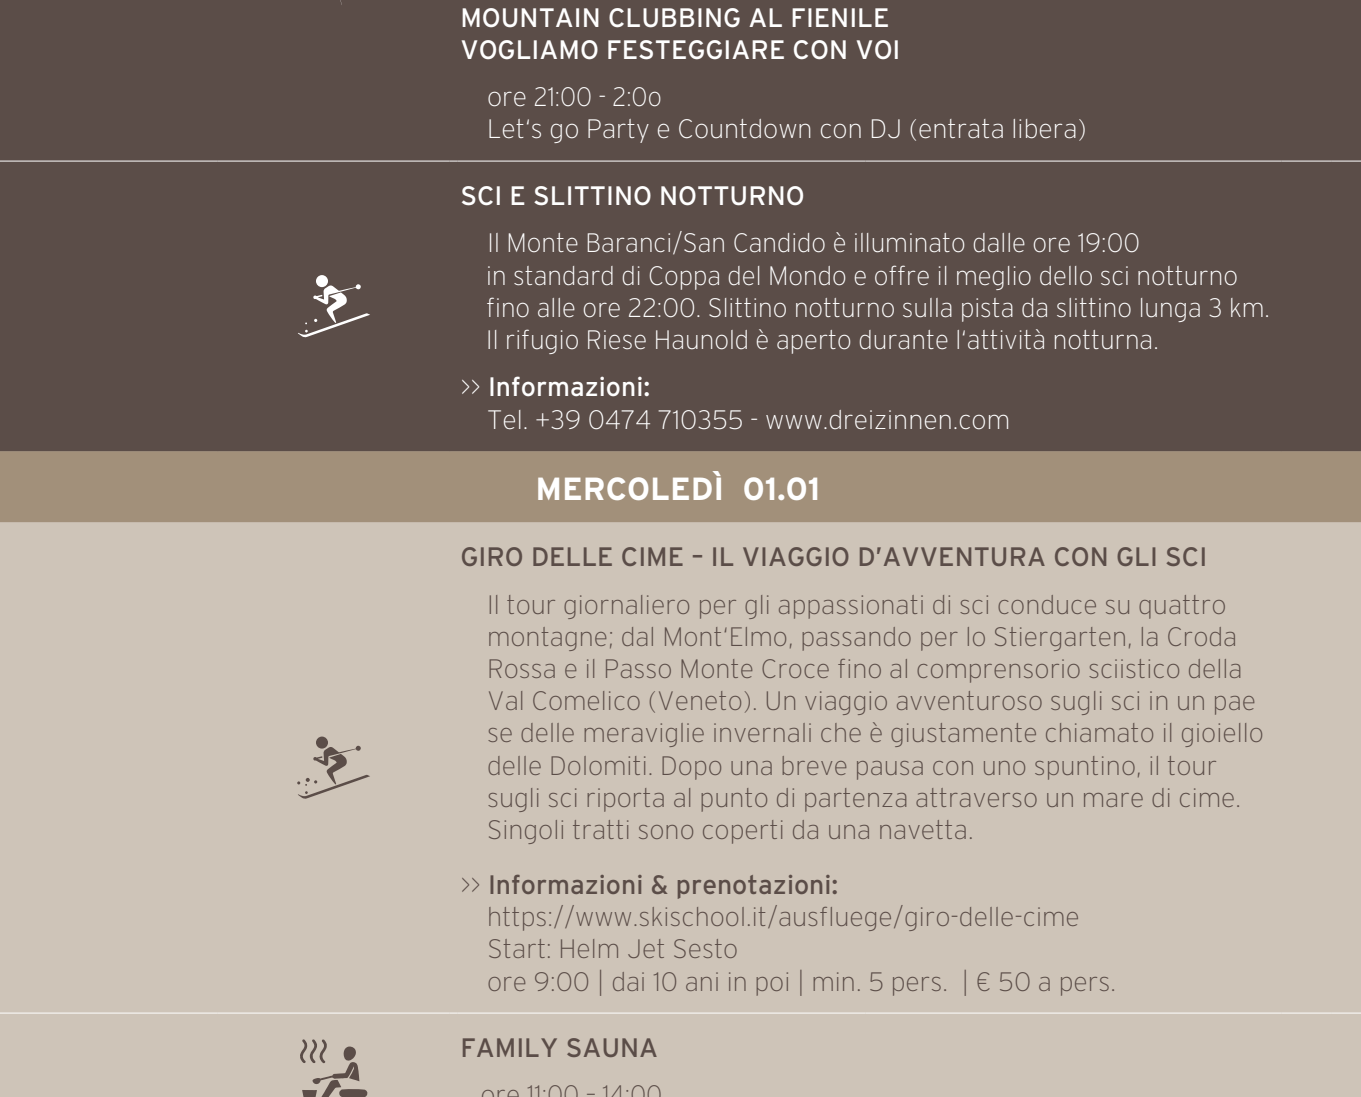 MOUNTAIN CLUBBING AL FIENILE
VOGLIAMO FESTEGGIARE CON VOI
ore 21:00 - 2:0o
Let‘s go Party e Countdown con DJ (entrata libera)
SCI E SLITTINO NOTTURNO
Il Monte Baranci/San Candido è illuminato dalle ore 19:00
in standard di Coppa del Mondo e offre il meglio dello sci notturno
fino alle ore 22:00. Slittino notturno sulla pista da slittino lunga 3 km.
Il rifugio Riese Haunold è aperto durante l‘attività notturna.
>> Informazioni:
Tel. +39 0474 710355 - www.dreizinnen.com
MERCOLEDÌ 01.01
GIRO DELLE CIME – IL VIAGGIO D’AVVENTURA CON GLI SCI
Il tour giornaliero per gli appassionati di sci conduce su quattro
montagne; dal Mont‘Elmo, passando per lo Stiergarten, la Croda
Rossa e il Passo Monte Croce fino al comprensorio sciistico della
Val Comelico (Veneto). Un viaggio avventuroso sugli sci in un pae
se delle meraviglie invernali che è giustamente chiamato il gioiello
delle Dolomiti. Dopo una breve pausa con uno spuntino, il tour
sugli sci riporta al punto di partenza attraverso un mare di cime.
Singoli tratti sono coperti da una navetta.
>> Informazioni & prenotazioni:
https://www.skischool.it/ausfluege/giro-delle-cime
Start: Helm Jet Sesto
ore 9:00 | dai 10 ani in poi | min. 5 pers. | € 50 a pers.
FAMILY SAUNA
ore 11:00 – 14:00